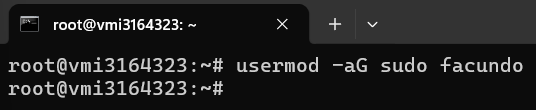 root@vmi3164323: ~
root@vmi3164323:~# usermod -aG sudo facundo
root@vmi3164323:~#